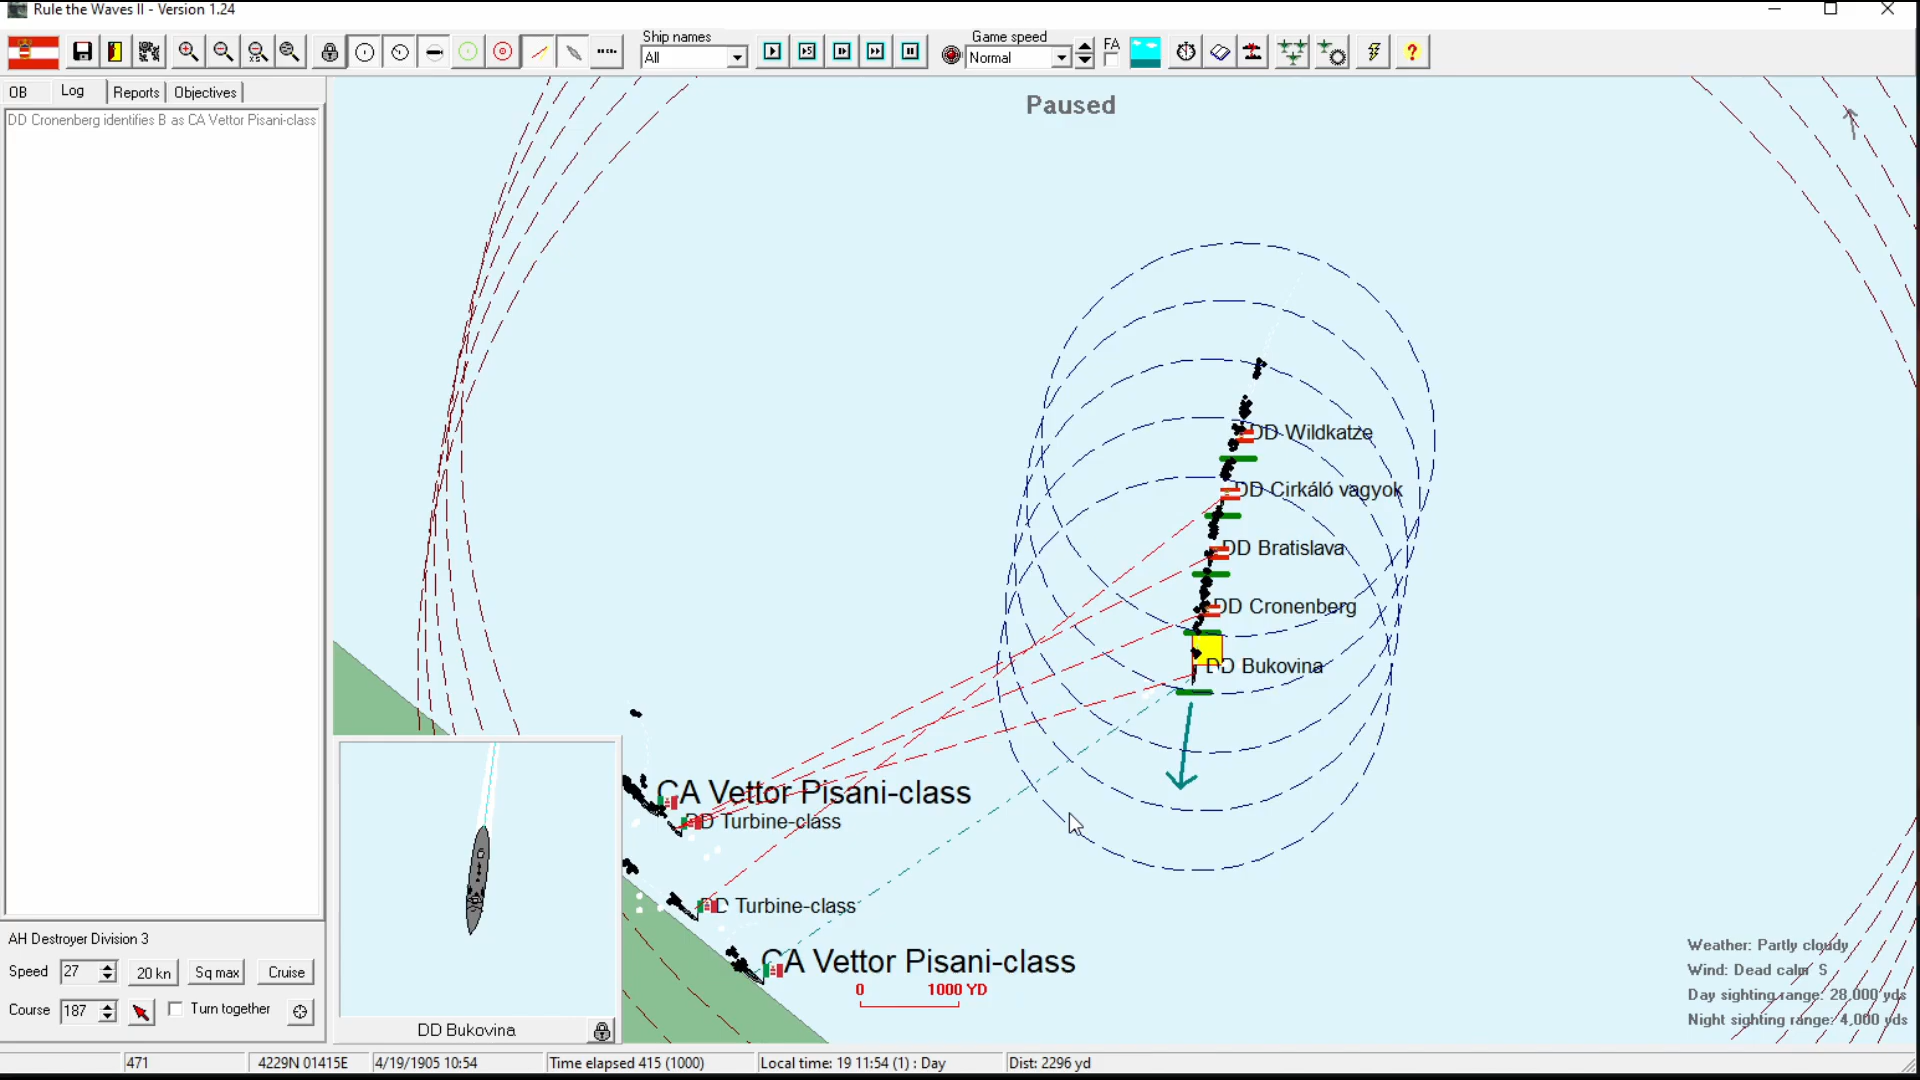 Rule the Waves II - Version 1.24
Ship names
All
Game speed
Normal
FA
OB
Log
Reports
Objectives
DD Cronenberg identifies B as CA Vettor Pisani-class
Paused
DD Wildkatze
DD Cirkáló vagyok
DD Bratislava
DD Cronenberg
DD Bukovina
CA Vettor Pisani-class
DD Turbine-class
DD Turbine-class
CA Vettor Pisani-class
0 1000 YD
Weather: Partly cloudy
Wind: Dead calm S
Day sighting range: 28,000 yds
Night sighting range: 4,000 yds
AH Destroyer Division 3
Speed 27 20 kn Sq max Cruise
Course 187 Turn together
DD Bukovina
471 4229N 01415E 4/19/1905 10:54 Time elapsed 415 (1000) Local time: 19 11:54 (1) : Day Dist: 2296 yd